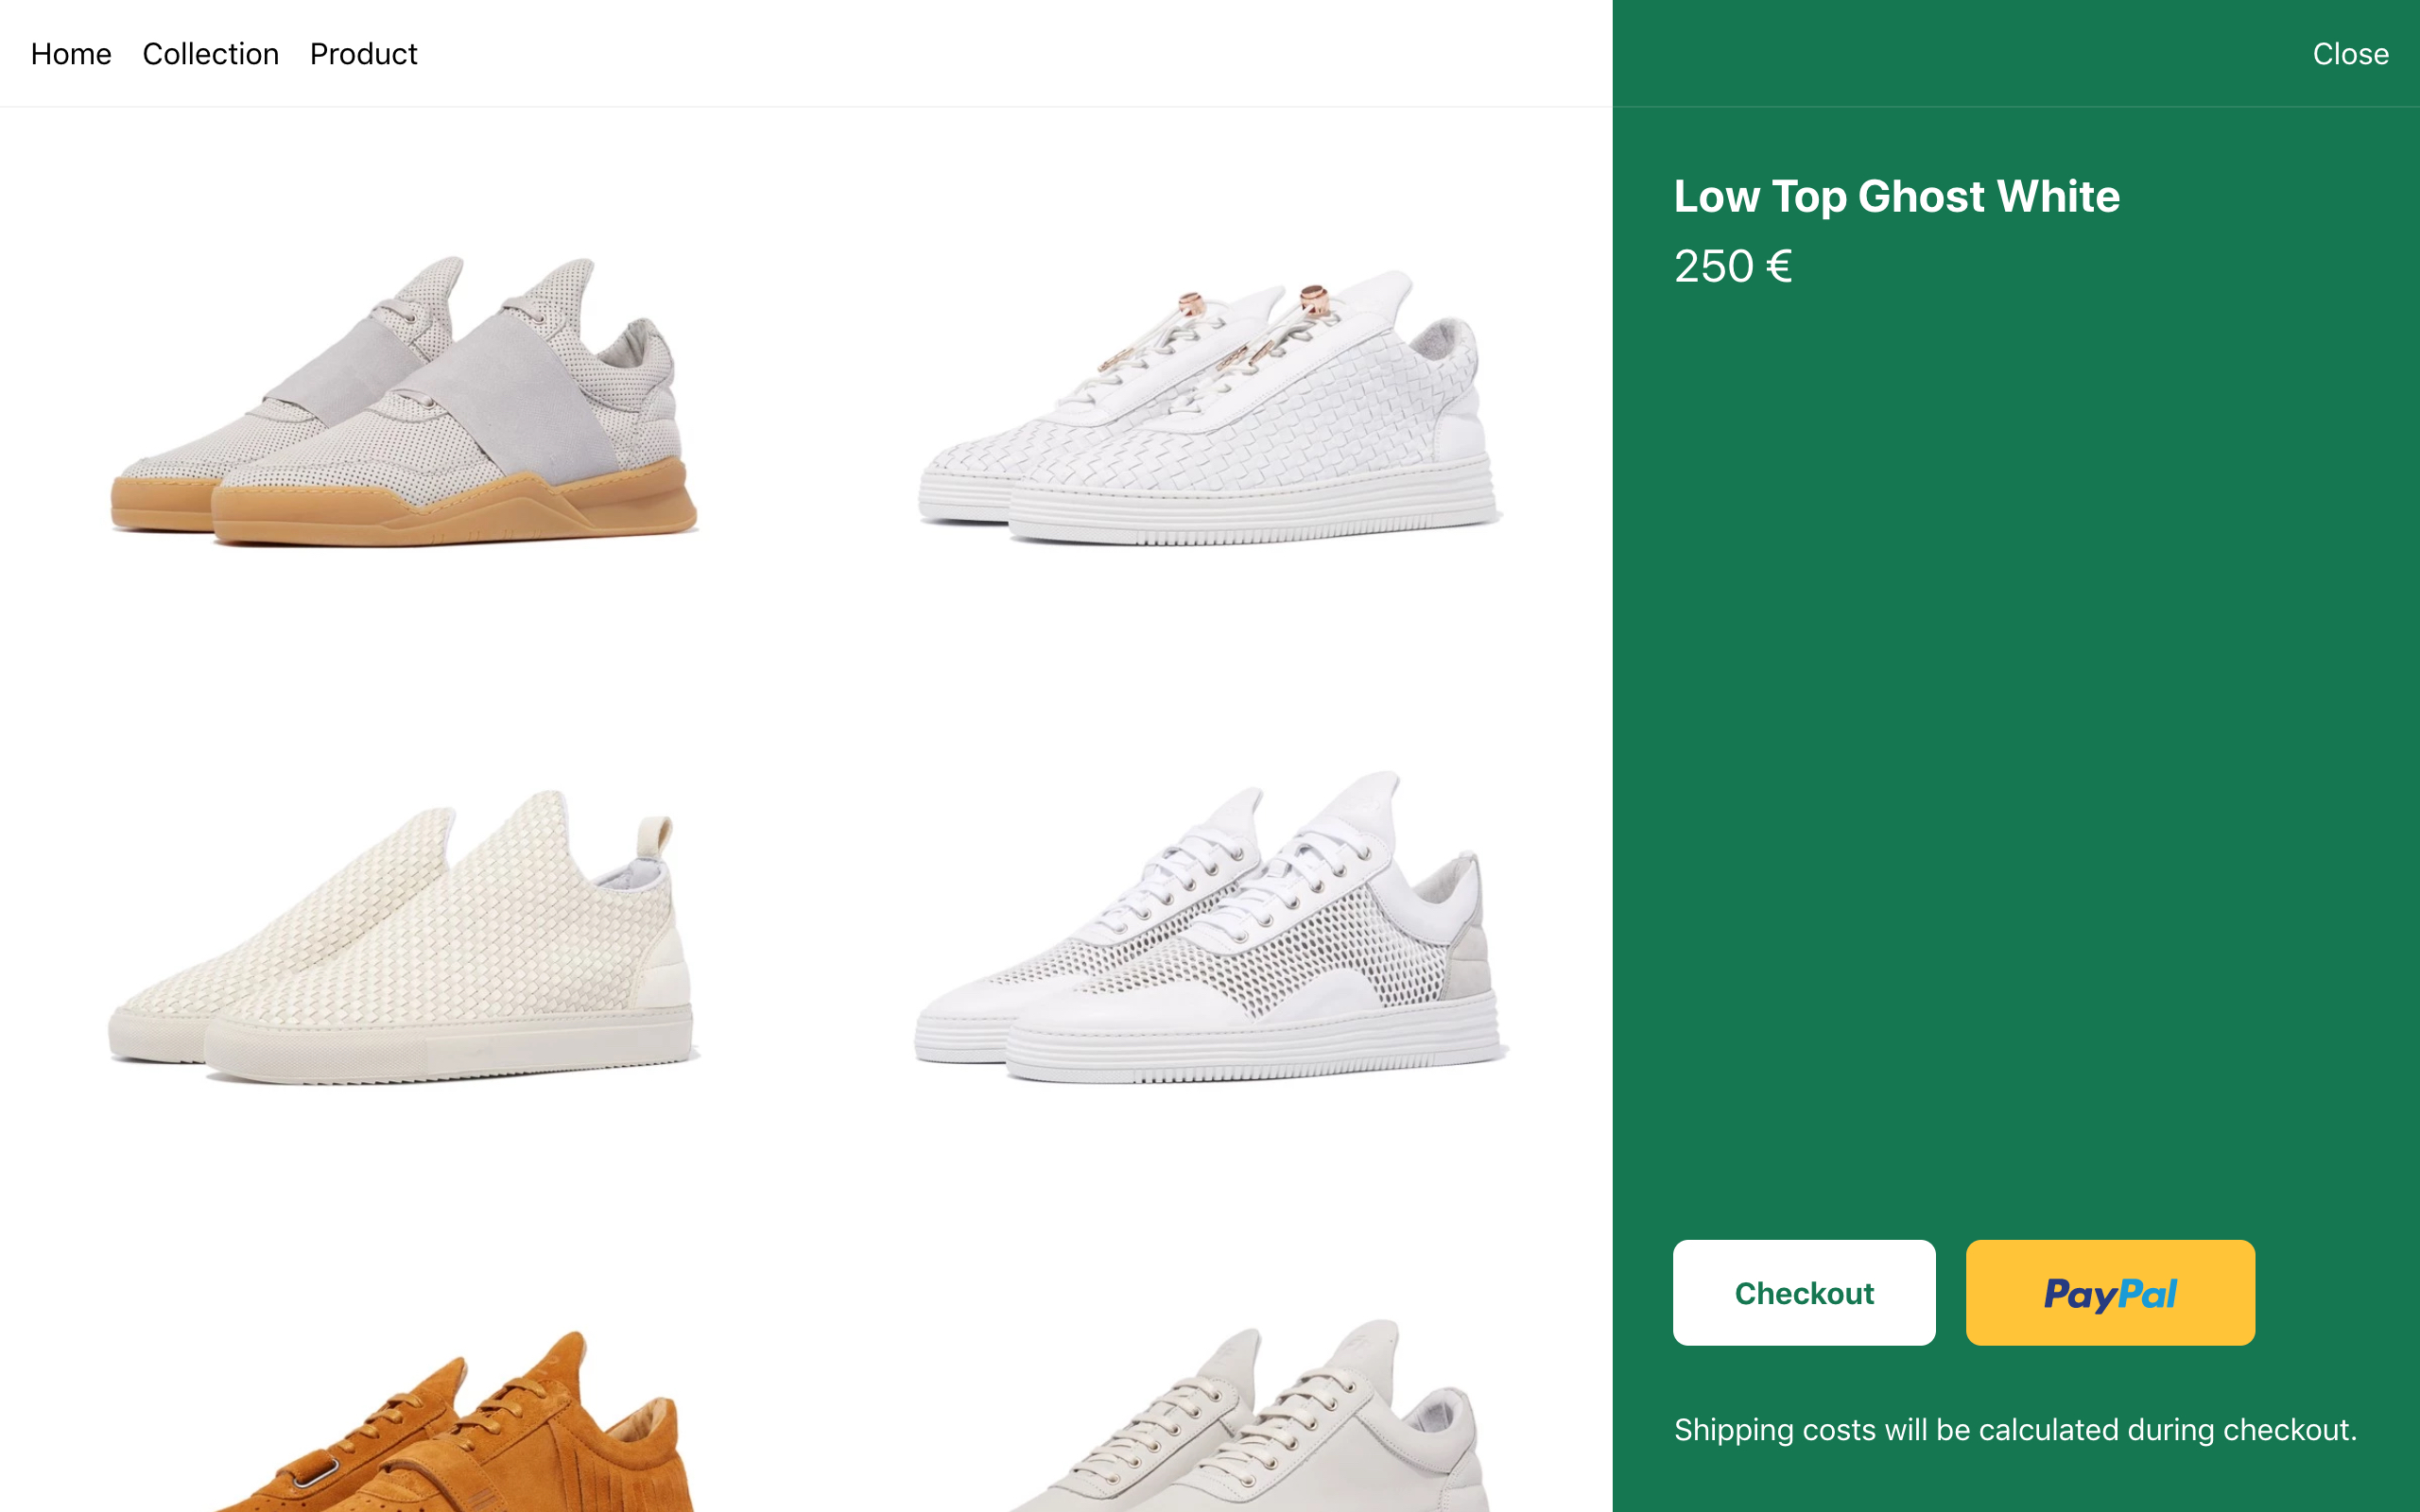 Home Collection Product
Close
Low Top Ghost White
250 €
Checkout
PayPal
Shipping costs will be calculated during checkout.